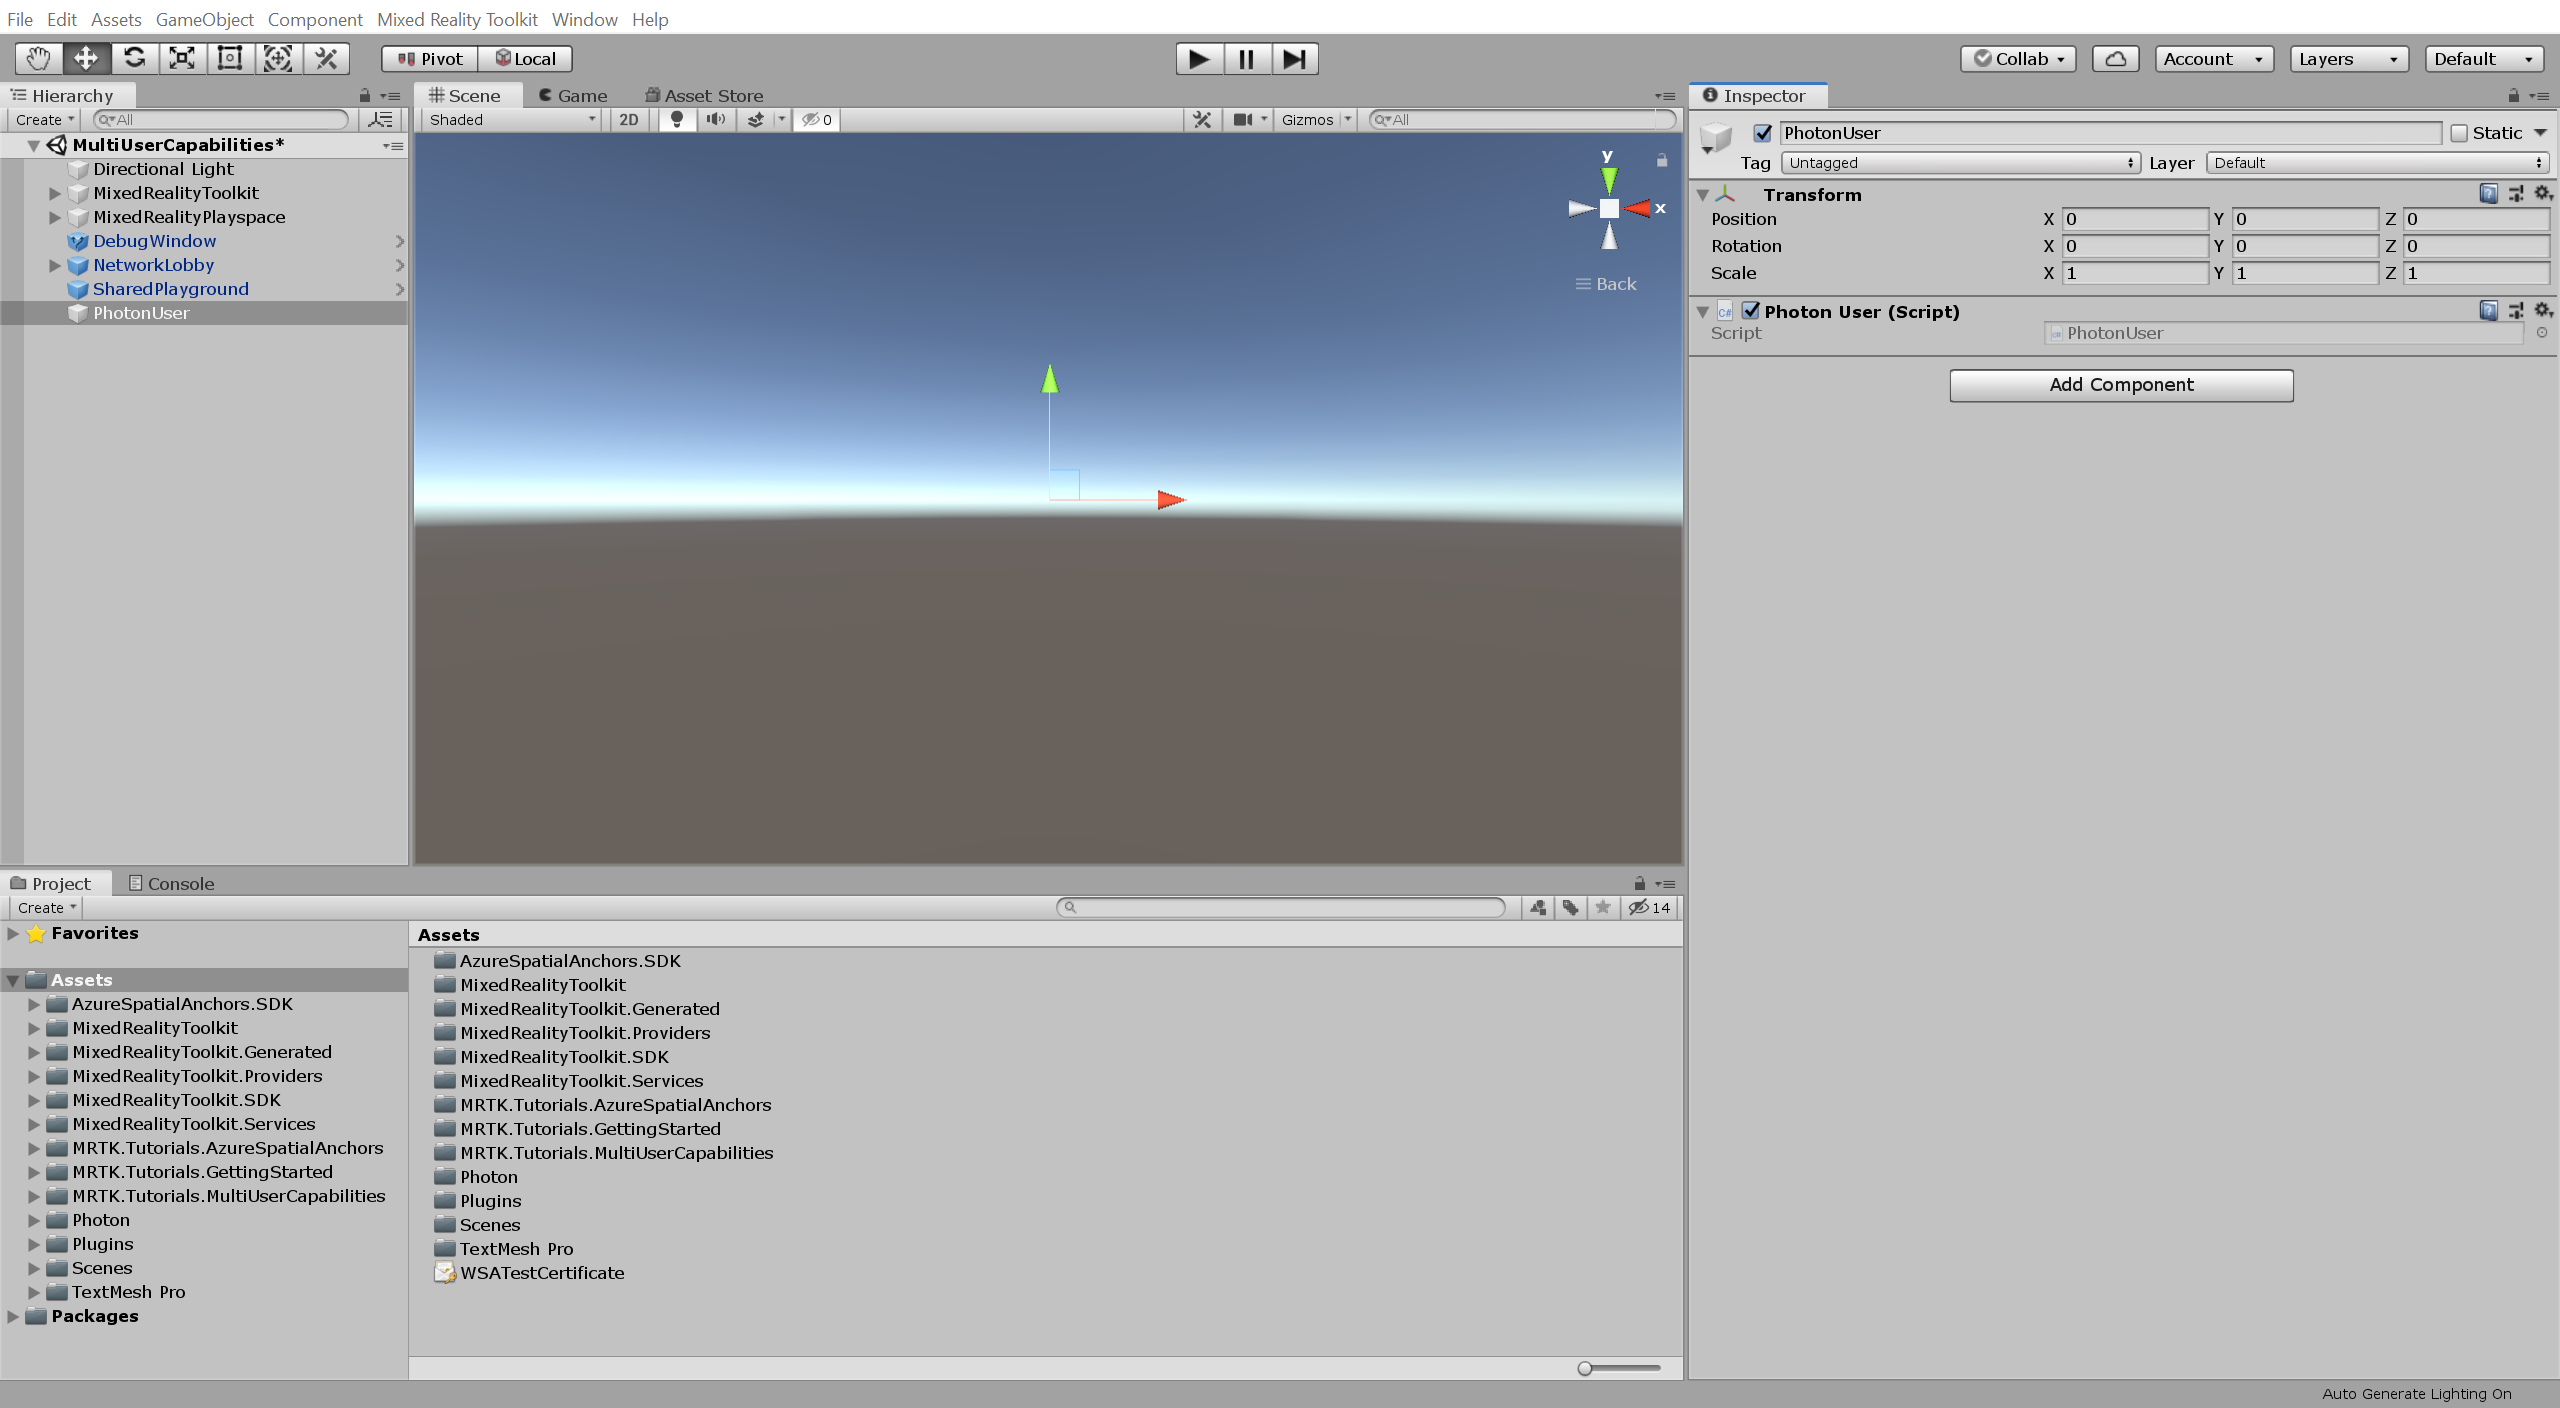 File Edit Assets GameObject Component Mixed Reality Toolkit Window Help
Pivot Local Collab Account Layers Default
Hierarchy
Create All
MultiUserCapabilities*
Directional Light
MixedRealityToolkit
MixedRealityPlayspace
DebugWindow
NetworkLobby
SharedPlayground
PhotonUser
Scene Game Asset Store
Shaded 2D 0 Gizmos All
y
x
Back
Inspector
PhotonUser Static
Tag Untagged Layer Default
Transform
Position X 0 Y 0 Z 0
Rotation X 0 Y 0 Z 0
Scale X 1 Y 1 Z 1
C# Photon User (Script)
Script PhotonUser
Add Component
Project Console
Create 14
Favorites
Assets
AzureSpatialAnchors.SDK
MixedRealityToolkit
MixedRealityToolkit.Generated
MixedRealityToolkit.Providers
MixedRealityToolkit.SDK
MixedRealityToolkit.Services
MRTK.Tutorials.AzureSpatialAnchors
MRTK.Tutorials.GettingStarted
MRTK.Tutorials.MultiUserCapabilities
Photon
Plugins
Scenes
TextMesh Pro
Packages
Assets
AzureSpatialAnchors.SDK
MixedRealityToolkit
MixedRealityToolkit.Generated
MixedRealityToolkit.Providers
MixedRealityToolkit.SDK
MixedRealityToolkit.Services
MRTK.Tutorials.AzureSpatialAnchors
MRTK.Tutorials.GettingStarted
MRTK.Tutorials.MultiUserCapabilities
Photon
Plugins
Scenes
TextMesh Pro
WSATestCertificate
Auto Generate Lighting On